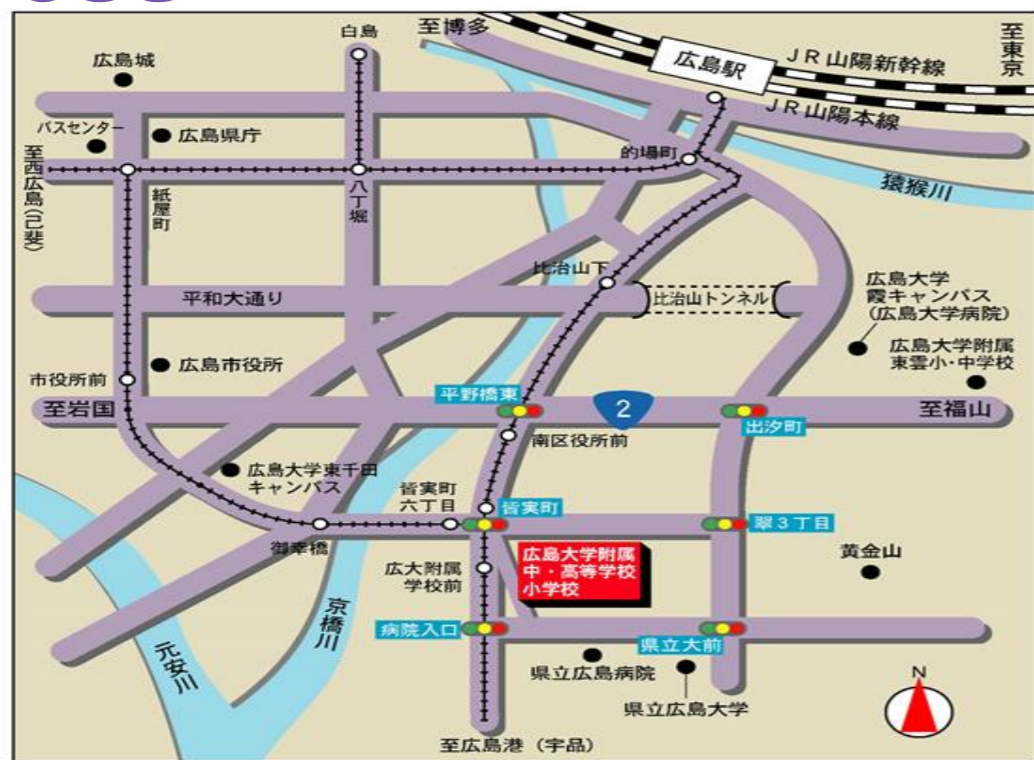 白島
至博多
広島駅
JR山陽新幹線
至東京
広島城
JR山陽本線
バスセンター
広島県庁
的場町
猿猴川
至西広島(己斐)
紙屋町
八丁堀
比治山下
平和大通り
比治山トンネル
広島大学
霞キャンパス
(広島大学病院)
広島大学附属
東雲小・中学校
広島市役所
市役所前
平野橋東
至岩国
2
至福山
出汐町
南区役所前
広島大学東千田
キャンパス
皆実町
六丁目
皆実町
翠3丁目
御幸橋
広島大学附属
中・高等学校
小学校
黄金山
広大附属
学校前
京橋川
病院入口
県立大前
元安川
県立広島病院
県立広島大学
N
至広島港(宇品)